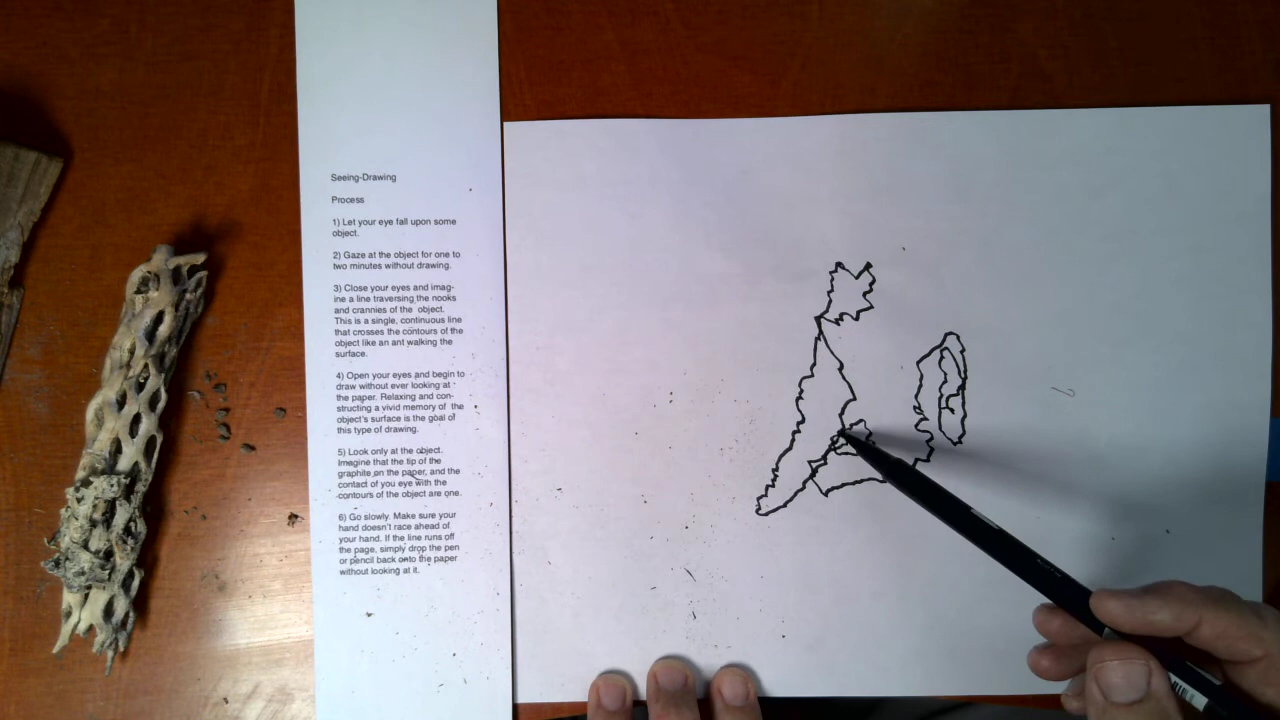 Seeing-Drawing
Process
1) Let your eye fall upon some
object.
2) Gaze at the object for one to
two minutes without drawing.
3) Close your eyes and imag-
ine a line traversing the nooks
and crannies of the object.
This is a single, continuous line
that crosses the contours of the
object like an ant walking the
surface.
4) Open your eyes and begin to
draw without ever looking at
the paper. Relaxing and con-
structing a vivid memory of the
object's surface is the goal of
this type of drawing.
5) Look only at the object.
Imagine that the tip of the
graphite on the paper, and the
contact of you eye with the
contours of the object are one.
6) Go slowly. Make sure your
hand doesn't race ahead of
your hand. If the line runs off
the page, simply drop the pen
or pencil back onto the paper
without looking at it.